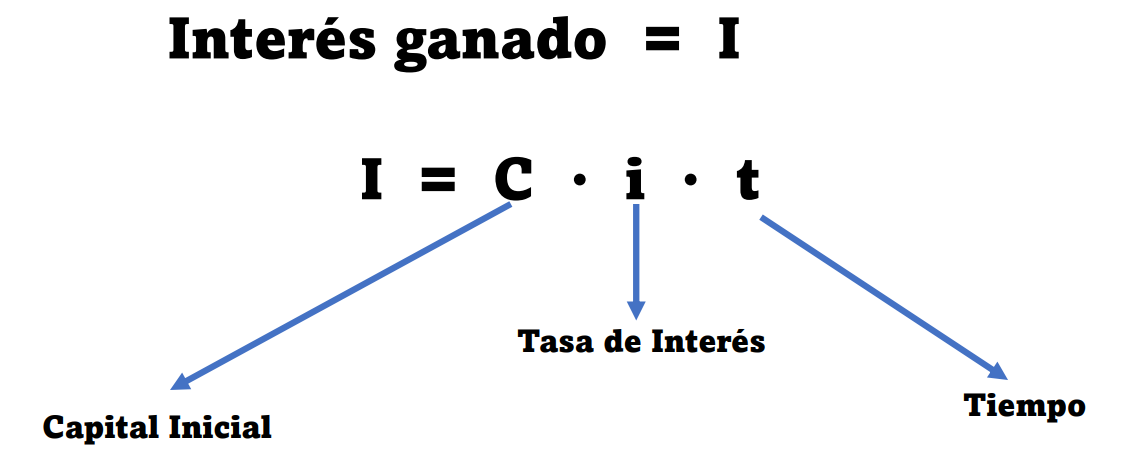 Interés ganado = I
I = C · i · t
Tasa de Interés
Tiempo
Capital Inicial